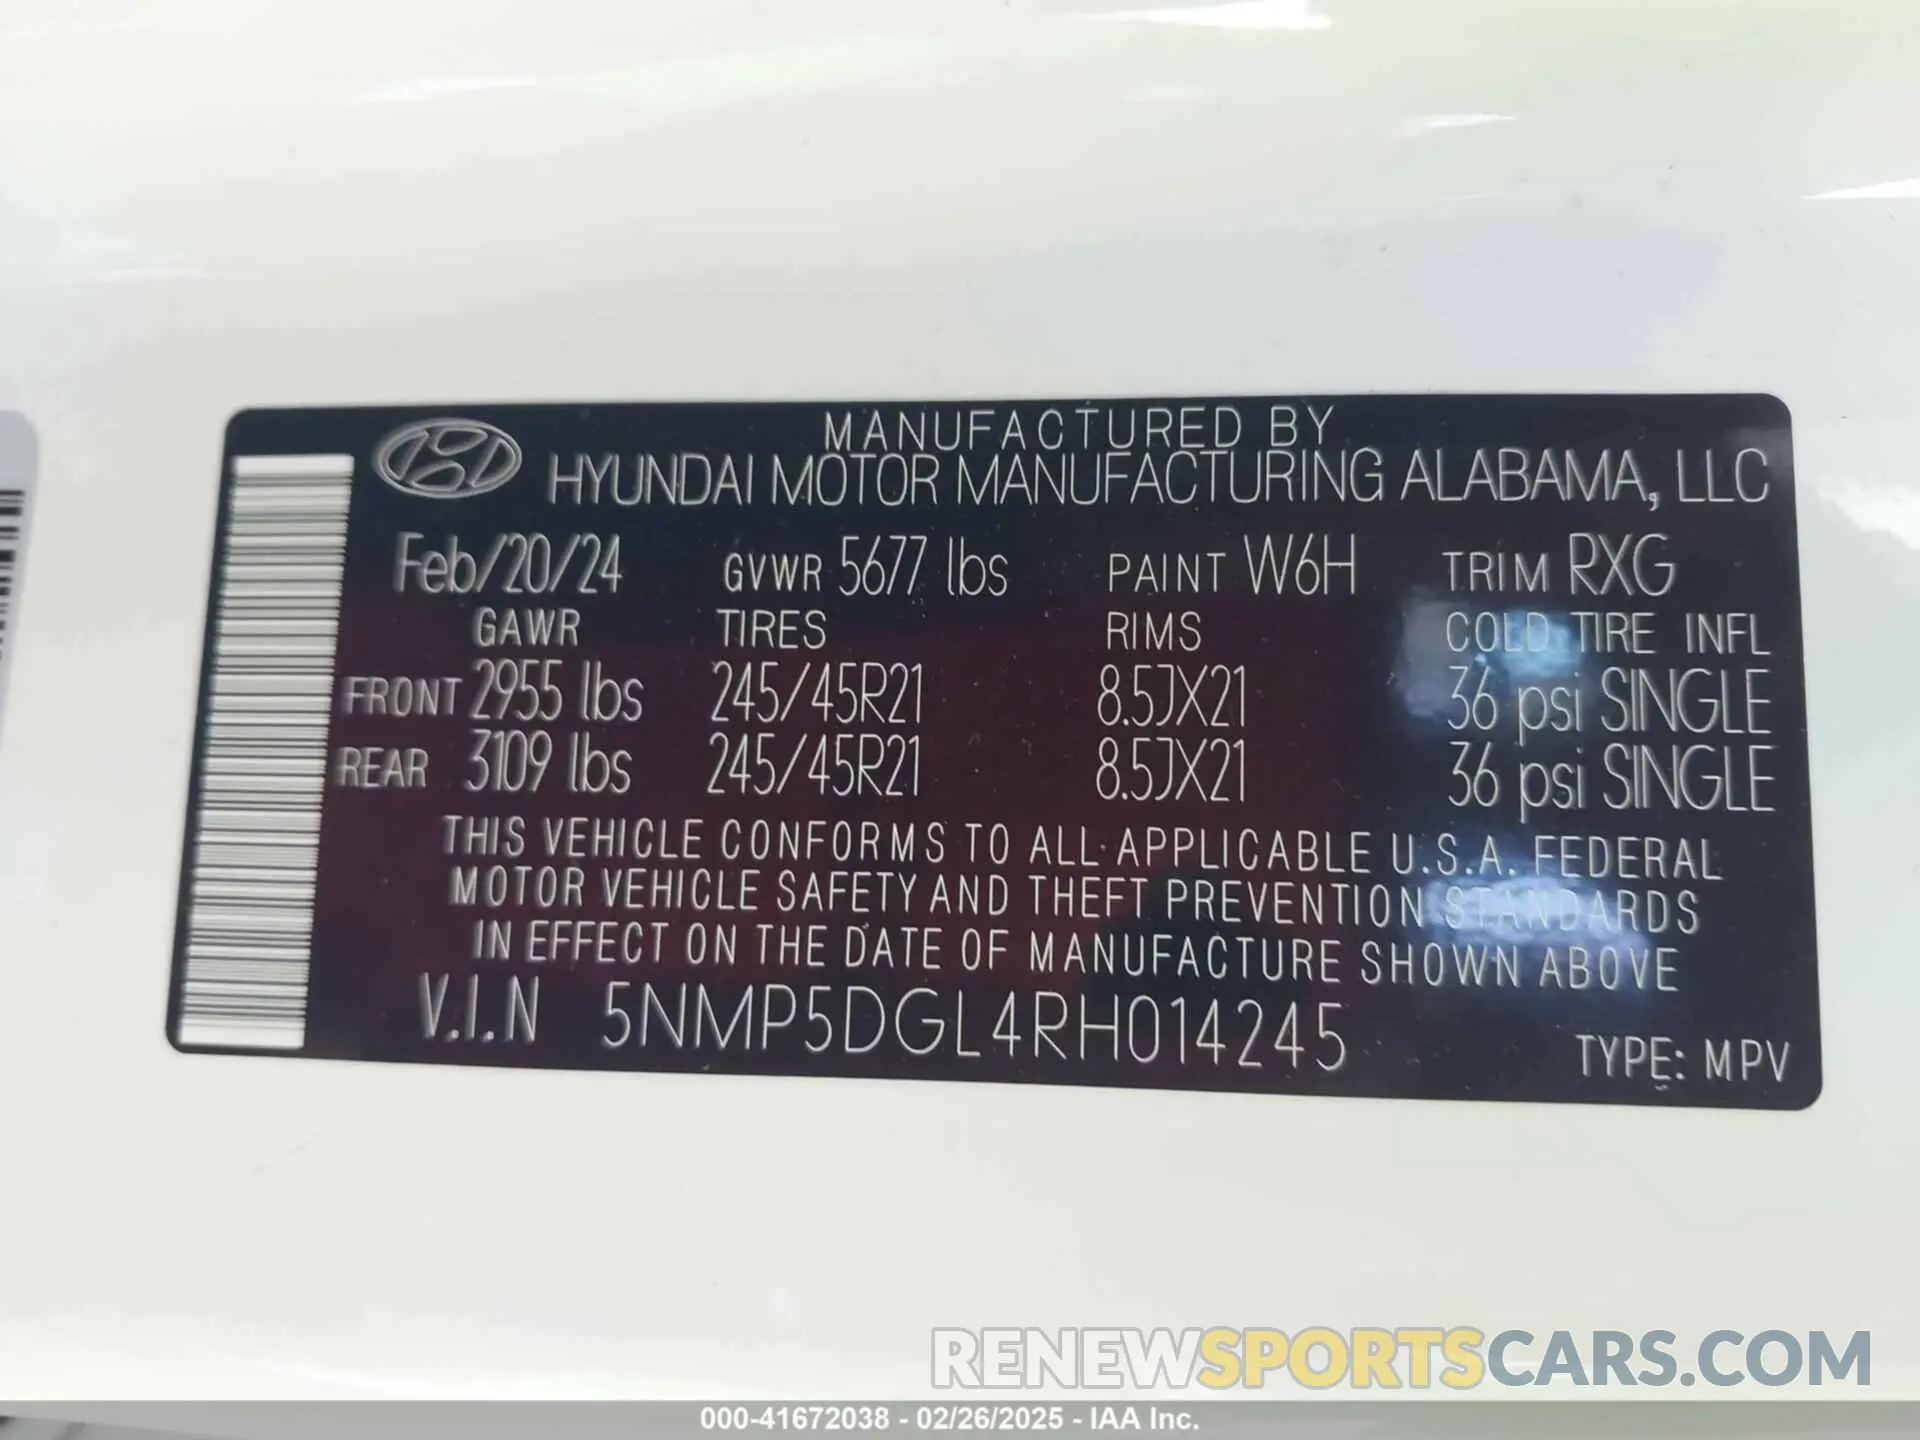 MANUFACTURED BY
HYUNDAI MOTOR MANUFACTURING ALABAMA, LLC
Feb/20/24 GVWR 5677 lbs PAINT W6H TRIM RXG
GAWR TIRES RIMS COLD TIRE INFL
FRONT 2955 lbs 245/45R21 8.5JX21 36 psi SINGLE
REAR 3109 lbs 245/45R21 8.5JX21 36 psi SINGLE
THIS VEHICLE CONFORMS TO ALL APPLICABLE U.S.A. FEDERAL
MOTOR VEHICLE SAFETY AND THEFT PREVENTION STANDARDS
IN EFFECT ON THE DATE OF MANUFACTURE SHOWN ABOVE
V.I.N 5NMP5DGL4RH014245 TYPE: MPV
RENEWSPORTSCARS.COM
000-41672038 - 02/26/2025 - IAA Inc.